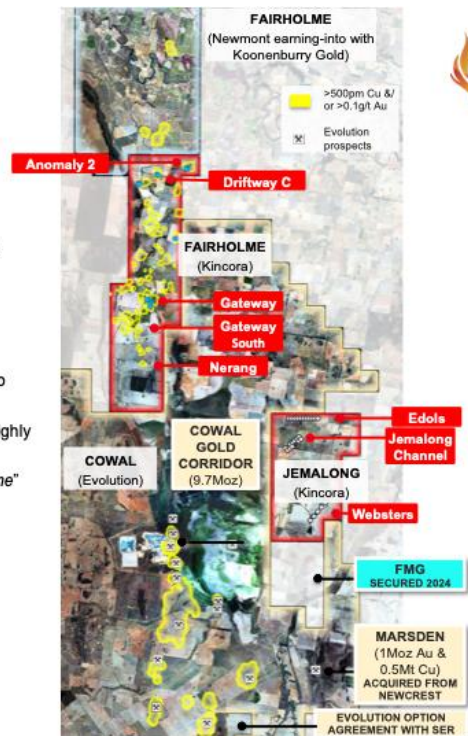 FAIRHOLME
(Newmont earning-into with
Koonenburry Gold)
>500pm Cu &/
or >0.1g/t Au
Evolution
prospects
Anomaly 2
Driftway C
FAIRHOLME
(Kincora)
Gateway
Gateway
South
Nerang
Edols
Jemalong
Channel
COWAL
GOLD
CORRIDOR
(9.7Moz)
COWAL
(Evolution)
JEMALONG
(Kincora)
Websters
FMG
SECURED 2024
MARSDEN
(1Moz Au &
0.5Mt Cu)
ACQUIRED FROM
NEWCREST
EVOLUTION OPTION
AGREEMENT WITH SER